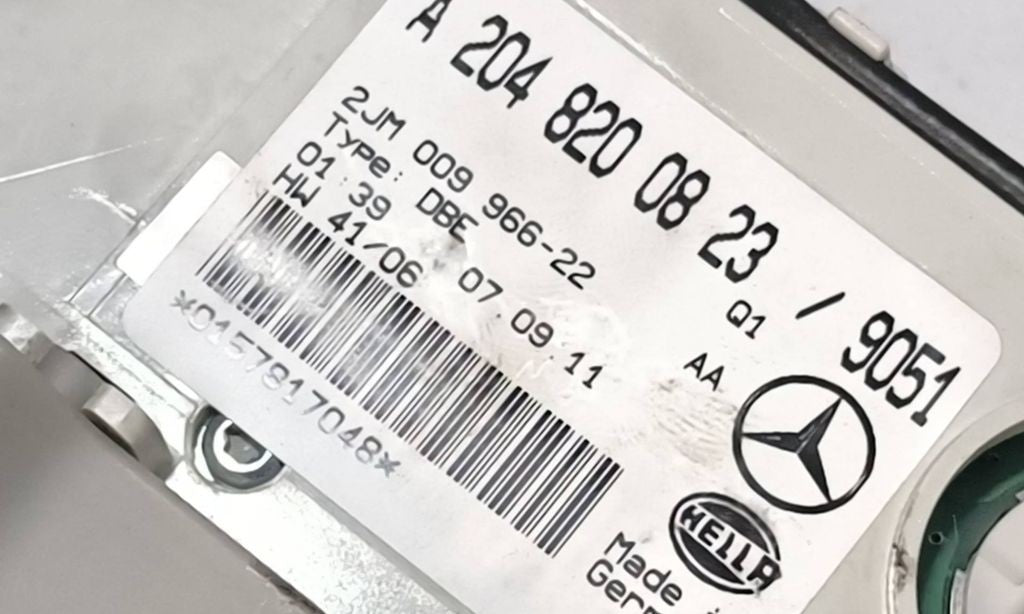 A 204 820 08 23 / 9051
2JM 009 966-22 Q1
Type: DBE
01 39 07 09 11 AA
HW 41/06
*0157817048*
HELLA
Made